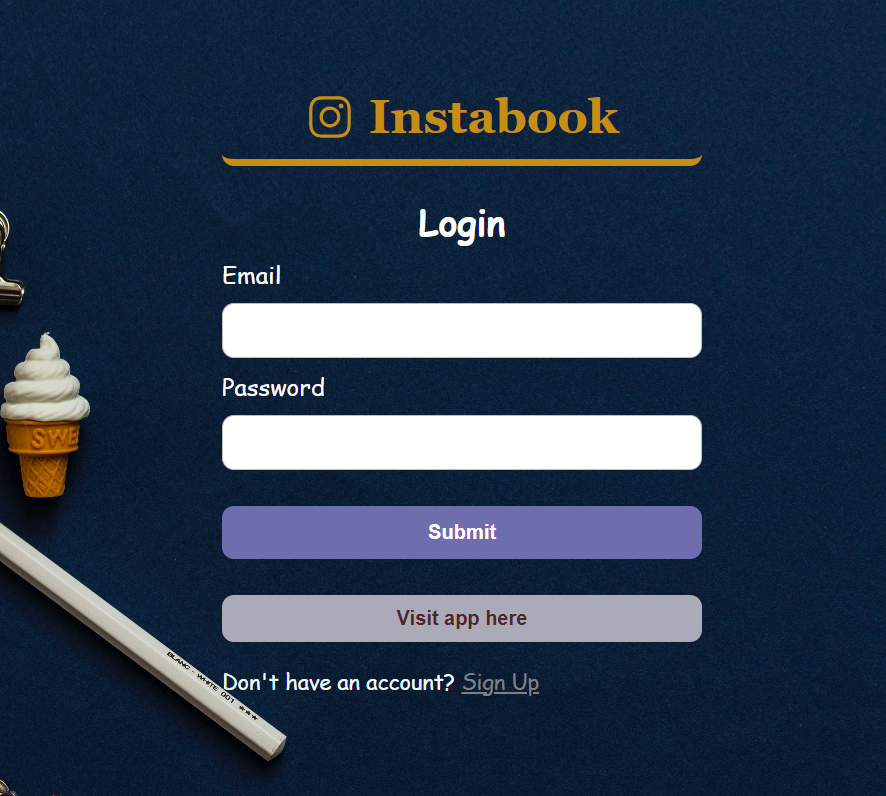 Instabook
Login
Email
SWE
Password
Submit
Visit app here
BLANC - WHITE 001 ***
Don't have an account? Sign Up